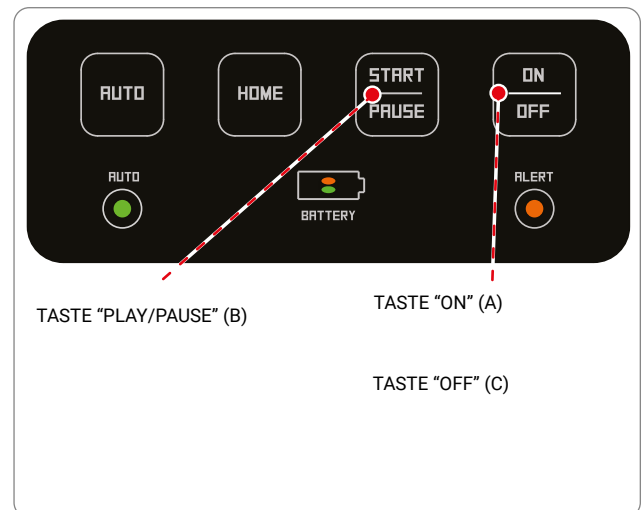 AUTO
HOME
START
PAUSE
ON
OFF
AUTO
BATTERY
ALERT
TASTE “PLAY/PAUSE” (B)
TASTE “ON” (A)
TASTE “OFF” (C)